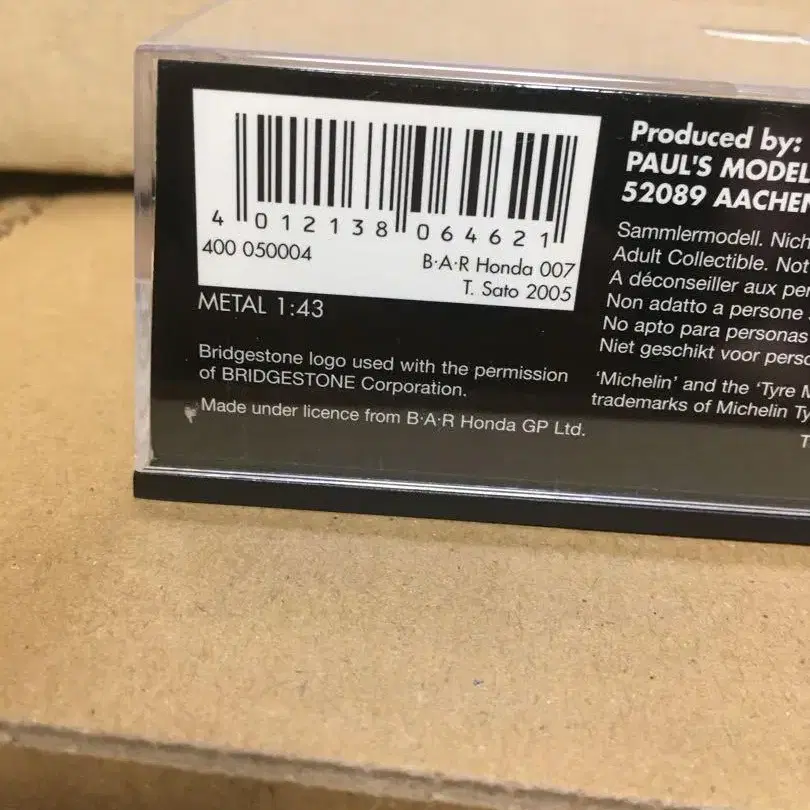 4 012138 064621
400 050004
B·A·R Honda 007
T. Sato 2005
METAL 1:43
Bridgestone logo used with the permission
of BRIDGESTONE Corporation.
Made under licence from B·A·R Honda GP Ltd.
Produced by:
PAUL'S MODEL
52089 AACHEN
Sammlermodell. Nich
Adult Collectible. Not
A déconseiller aux per
Non adatto a persone
No apto para personas
Niet geschikt voor perso
'Michelin' and the 'Tyre M
trademarks of Michelin Ty
T